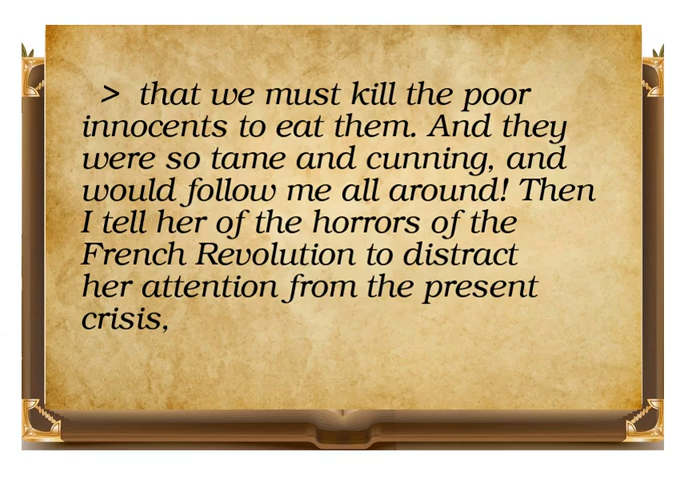 > that we must kill the poor
innocents to eat them. And they
were so tame and cunning, and
would follow me all around! Then
I tell her of the horrors of the
French Revolution to distract
her attention from the present
crisis,